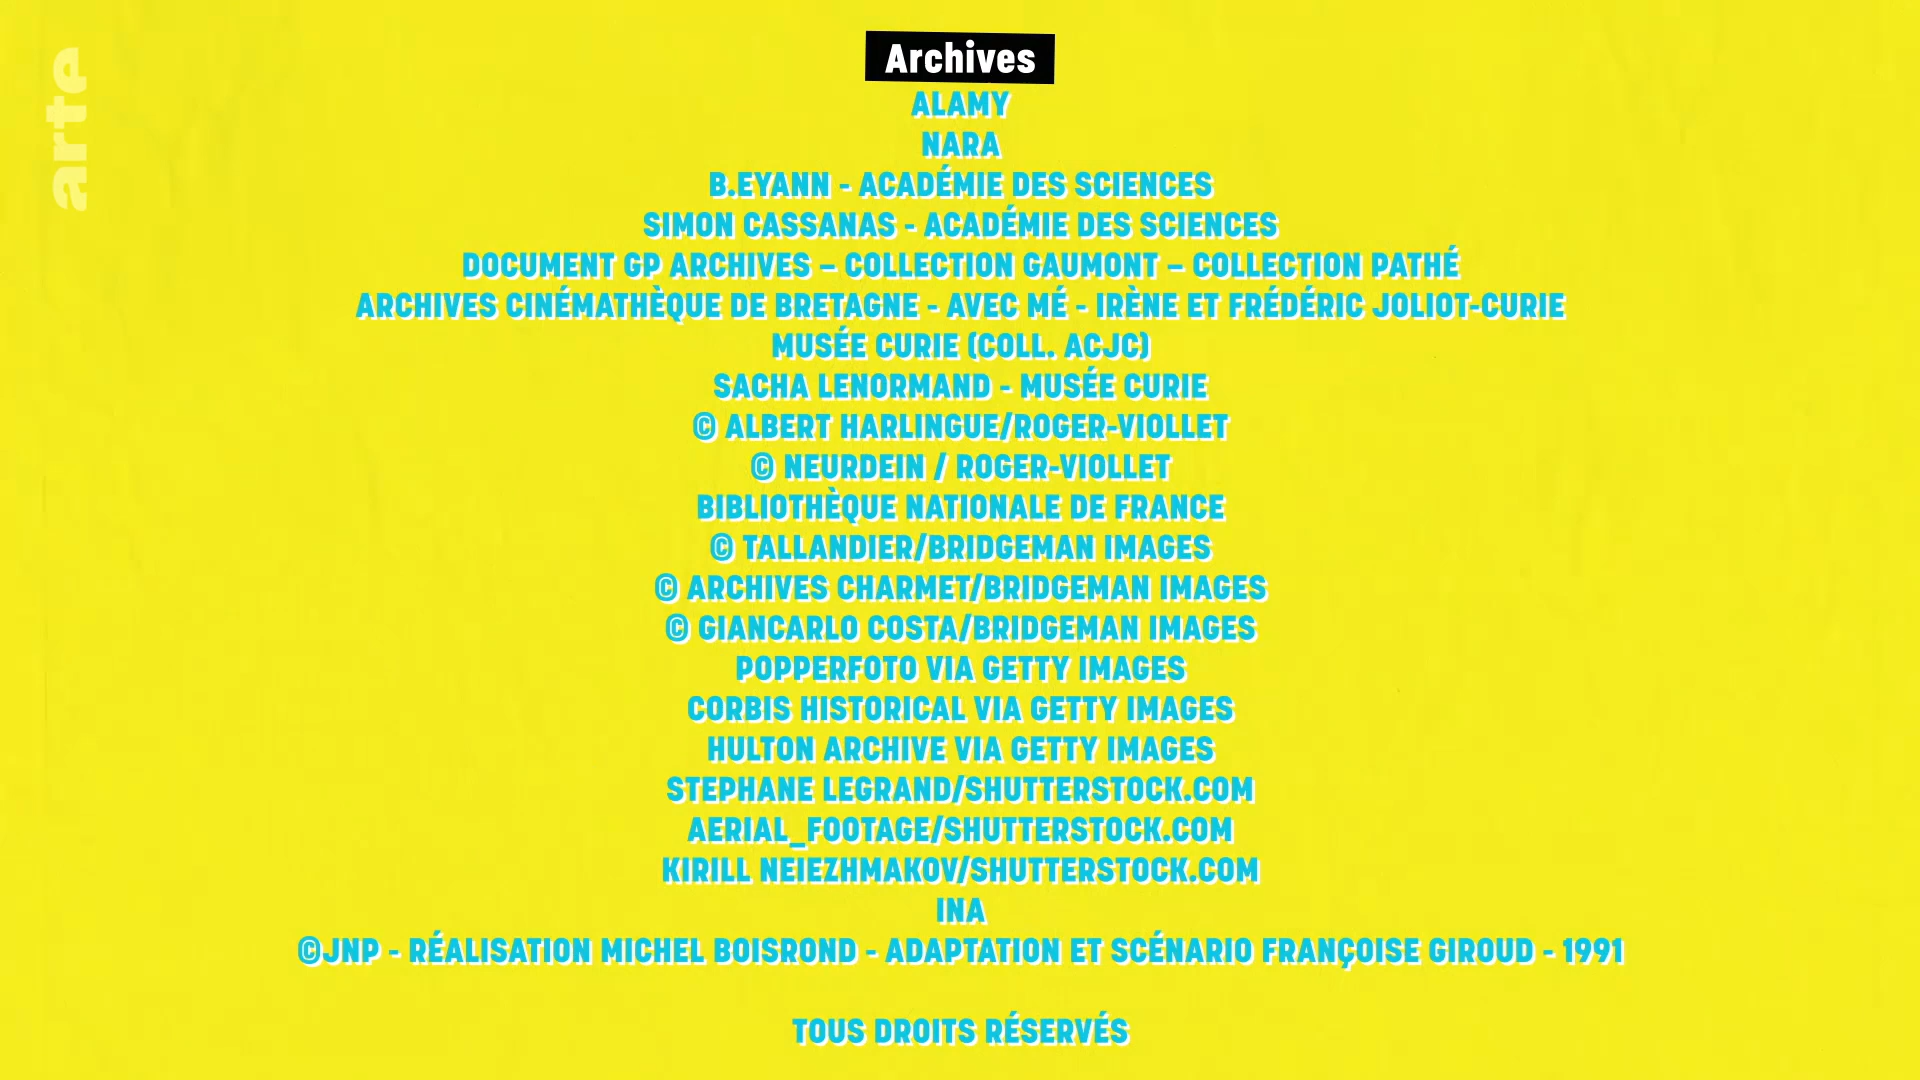 arte
Archives
ALAMY
NARA
B.EYANN - ACADÉMIE DES SCIENCES
SIMON CASSANAS - ACADÉMIE DES SCIENCES
DOCUMENT GP ARCHIVES – COLLECTION GAUMONT – COLLECTION PATHÉ
ARCHIVES CINÉMATHÈQUE DE BRETAGNE - AVEC MÉ - IRÈNE ET FRÉDÉRIC JOLIOT-CURIE
MUSÉE CURIE (COLL. ACJC)
SACHA LENORMAND - MUSÉE CURIE
© ALBERT HARLINGUE/ROGER-VIOLLET
© NEURDEIN / ROGER-VIOLLET
BIBLIOTHÈQUE NATIONALE DE FRANCE
© TALLANDIER/BRIDGEMAN IMAGES
© ARCHIVES CHARMET/BRIDGEMAN IMAGES
© GIANCARLO COSTA/BRIDGEMAN IMAGES
POPPERFOTO VIA GETTY IMAGES
CORBIS HISTORICAL VIA GETTY IMAGES
HULTON ARCHIVE VIA GETTY IMAGES
STEPHANE LEGRAND/SHUTTERSTOCK.COM
AERIAL_FOOTAGE/SHUTTERSTOCK.COM
KIRILL NEIEZHMAKOV/SHUTTERSTOCK.COM
INA
©JNP - RÉALISATION MICHEL BOISROND - ADAPTATION ET SCÉNARIO FRANÇOISE GIROUD - 1991
TOUS DROITS RÉSERVÉS